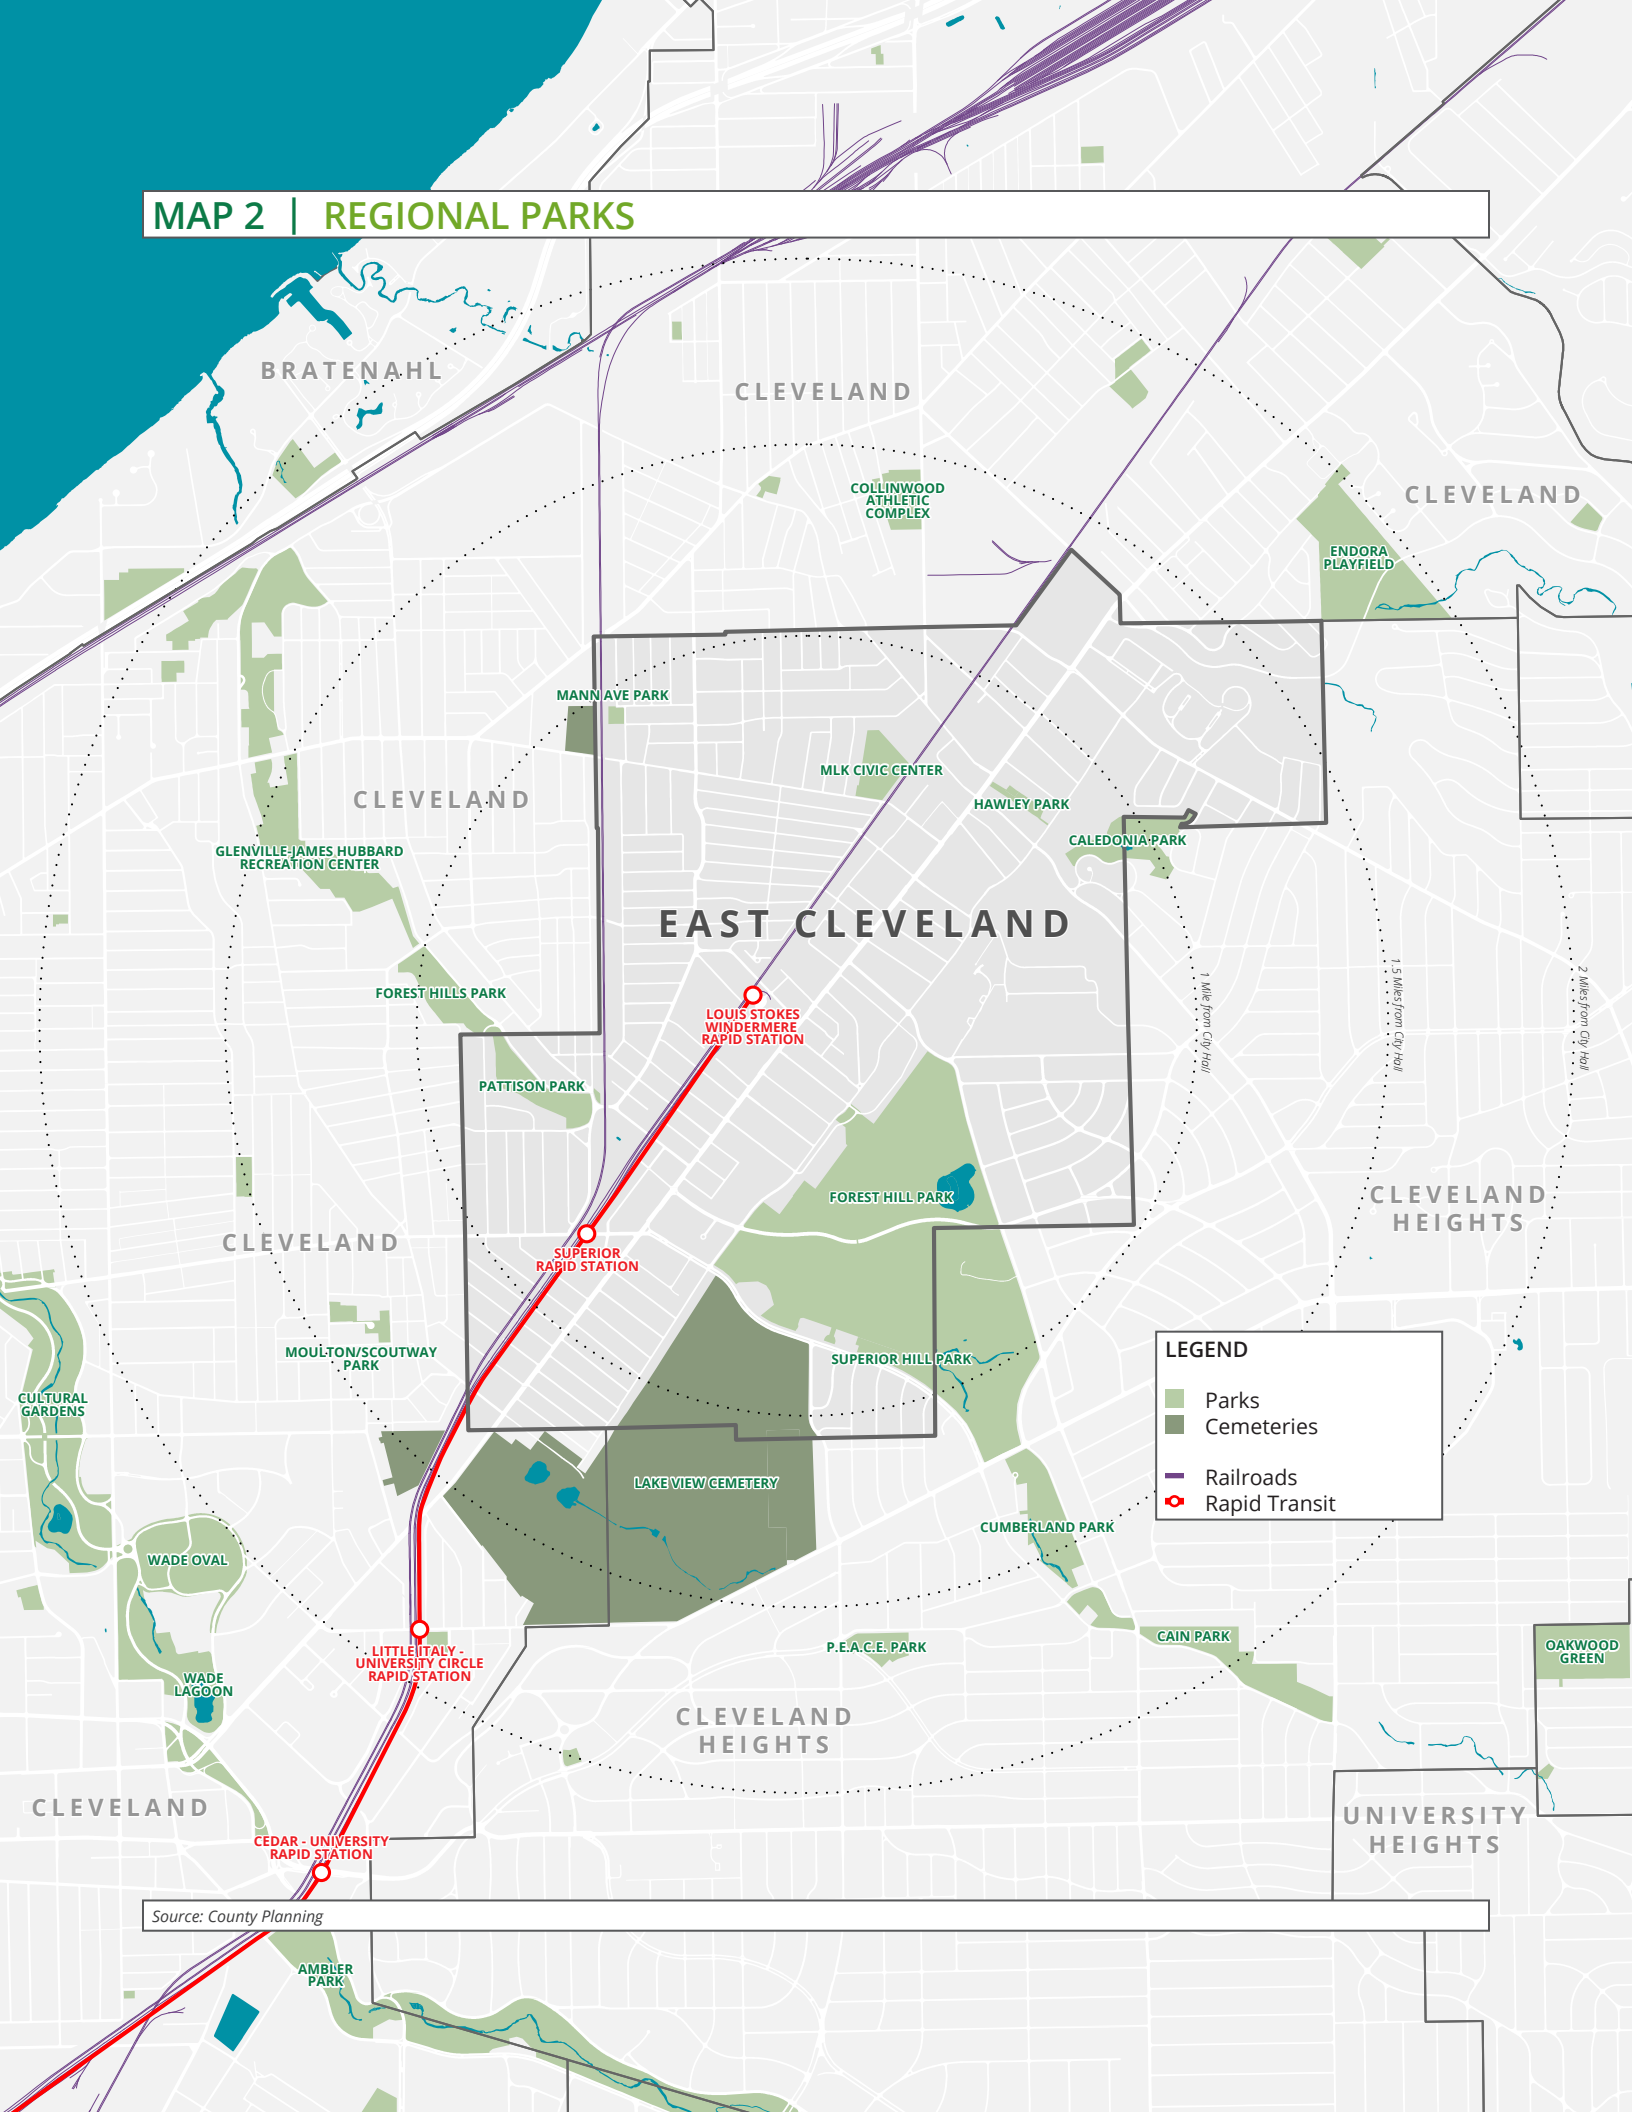 MAP 2 | REGIONAL PARKS
BRATENAHL
CLEVELAND
COLLINWOOD
ATHLETIC
COMPLEX
CLEVELAND
ENDORA
PLAYFIELD
MANN AVE PARK
MLK CIVIC CENTER
CLEVELAND
HAWLEY PARK
CALEDONIA PARK
GLENVILLE-JAMES HUBBARD
RECREATION CENTER
EAST CLEVELAND
FOREST HILLS PARK
LOUIS STOKES
WINDERMERE
RAPID STATION
1 Mile from City Hall
1.5 Miles from City Hall
2 Miles from City Hall
PATTISON PARK
FOREST HILL PARK
CLEVELAND
HEIGHTS
CLEVELAND
SUPERIOR
RAPID STATION
MOULTON/SCOUTWAY
PARK
SUPERIOR HILL PARK
LEGEND
Parks
Cemeteries
Railroads
Rapid Transit
CULTURAL
GARDENS
LAKE VIEW CEMETERY
CUMBERLAND PARK
WADE OVAL
LITTLE ITALY -
UNIVERSITY CIRCLE
RAPID STATION
P.E.A.C.E. PARK
CAIN PARK
OAKWOOD
GREEN
WADE
LAGOON
CLEVELAND
HEIGHTS
CLEVELAND
UNIVERSITY
HEIGHTS
CEDAR - UNIVERSITY
RAPID STATION
Source: County Planning
AMBLER
PARK